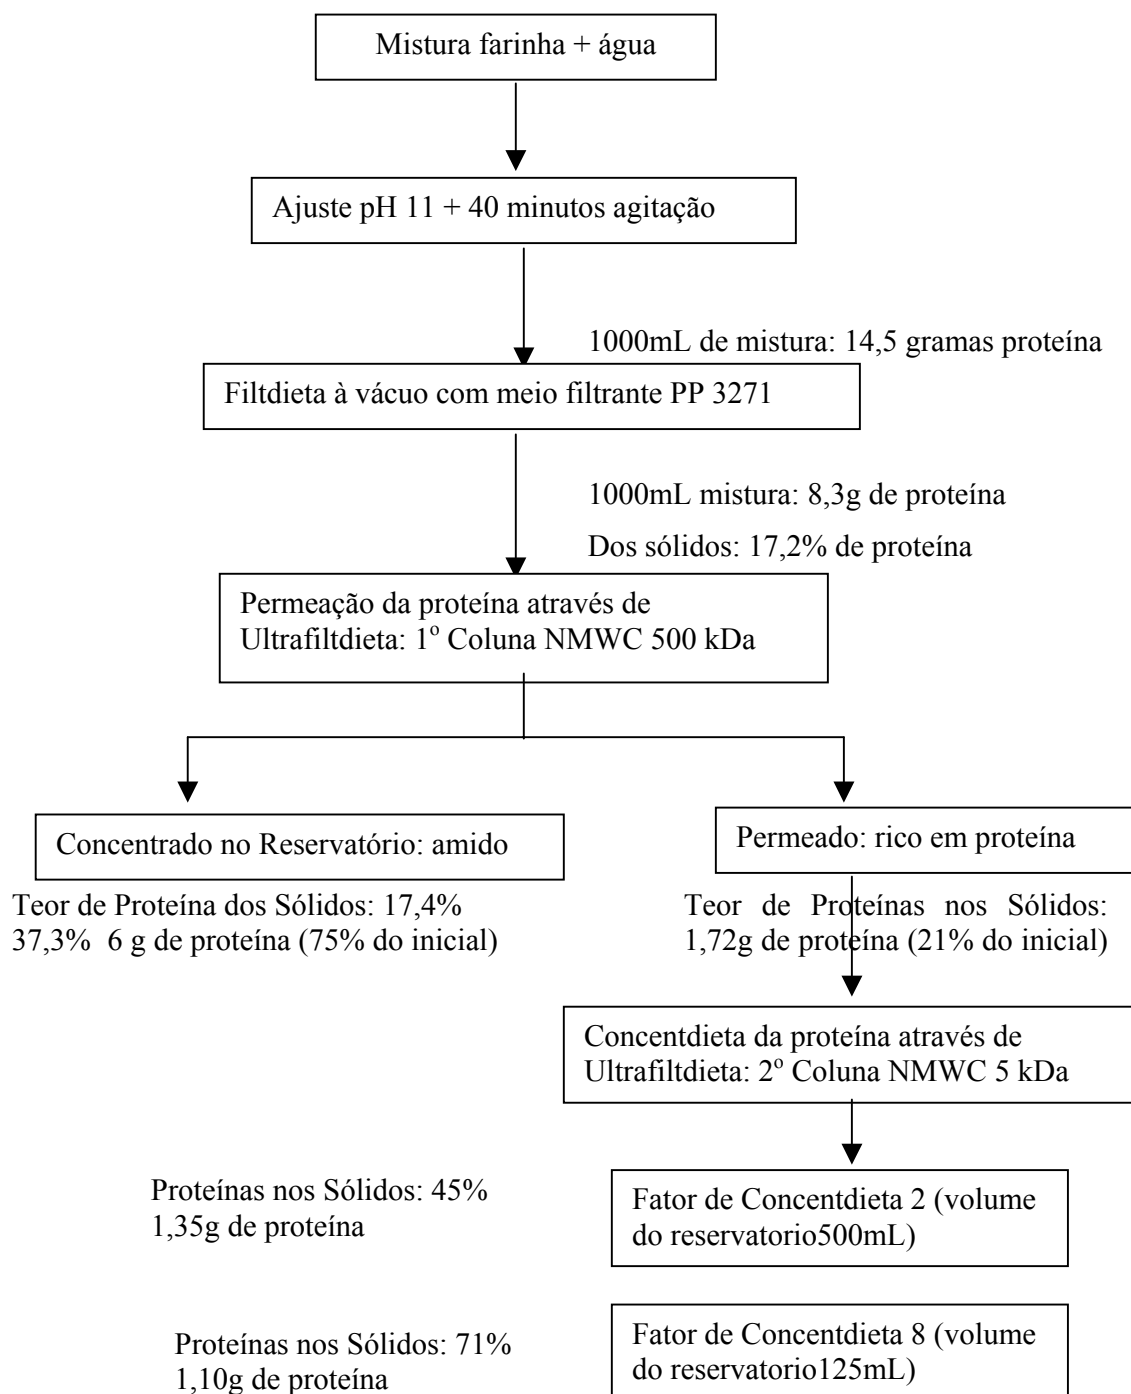 Mistura farinha + água
Ajuste pH 11 + 40 minutos agitação
1000mL de mistura: 14,5 gramas proteína
Filtdieta à vácuo com meio filtrante PP 3271
1000mL mistura: 8,3g de proteína
Dos sólidos: 17,2% de proteína
Permeação da proteína através de
Ultrafiltdieta: 1º Coluna NMWC 500 kDa
Concentrado no Reservatório: amido
Teor de Proteína dos Sólidos: 17,4%
37,3%  6 g de proteína (75% do inicial)
Permeado: rico em proteína
Teor de Proteínas nos Sólidos:
1,72g de proteína (21% do inicial)
Concentdieta da proteína através de
Ultrafiltdieta: 2º Coluna NMWC 5 kDa
Proteínas nos Sólidos: 45%
1,35g de proteína
Fator de Concentdieta 2 (volume
do reservatorio500mL)
Proteínas nos Sólidos: 71%
1,10g de proteína
Fator de Concentdieta 8 (volume
do reservatorio125mL)